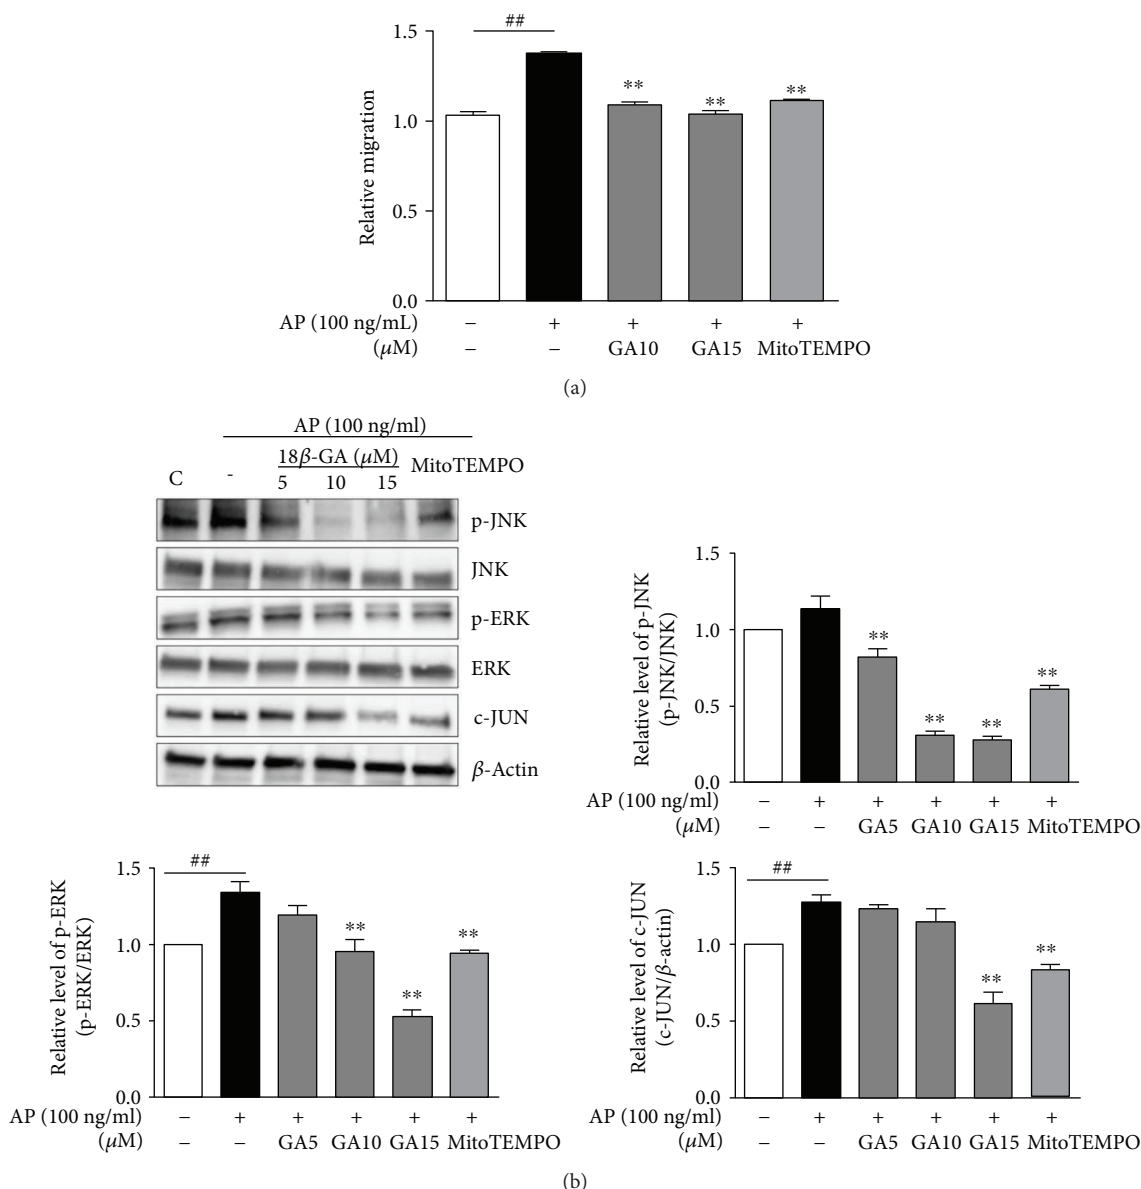 ##
1.5
**
**
**
1.0
Relative migration
0.5
0.0
AP (100 ng/mL) – + + + +
(μM) – – GA10 GA15 MitoTEMPO
(a)
AP (100 ng/ml)
18β-GA (μM) MitoTEMPO
C - 5 10 15
p-JNK
JNK
p-ERK
ERK
c-JUN
β-Actin
1.5
Relative level of p-JNK
(p-JNK/JNK)
1.0
**
**
** **
0.5
0.0
AP (100 ng/ml) – + + + + +
(μM) – – GA5 GA10 GA15 MitoTEMPO
##
1.5
Relative level of p-ERK
(p-ERK/ERK)
** **
1.0
**
0.5
0.0
AP (100 ng/ml) – + + + + +
(μM) – – GA5 GA10 GA15 MitoTEMPO
##
1.5
Relative level of c-JUN
(c-JUN/β-actin)
1.0
**
**
0.5
0.0
AP (100 ng/ml) – + + + + +
(μM) – – GA5 GA10 GA15 MitoTEMPO
(b)